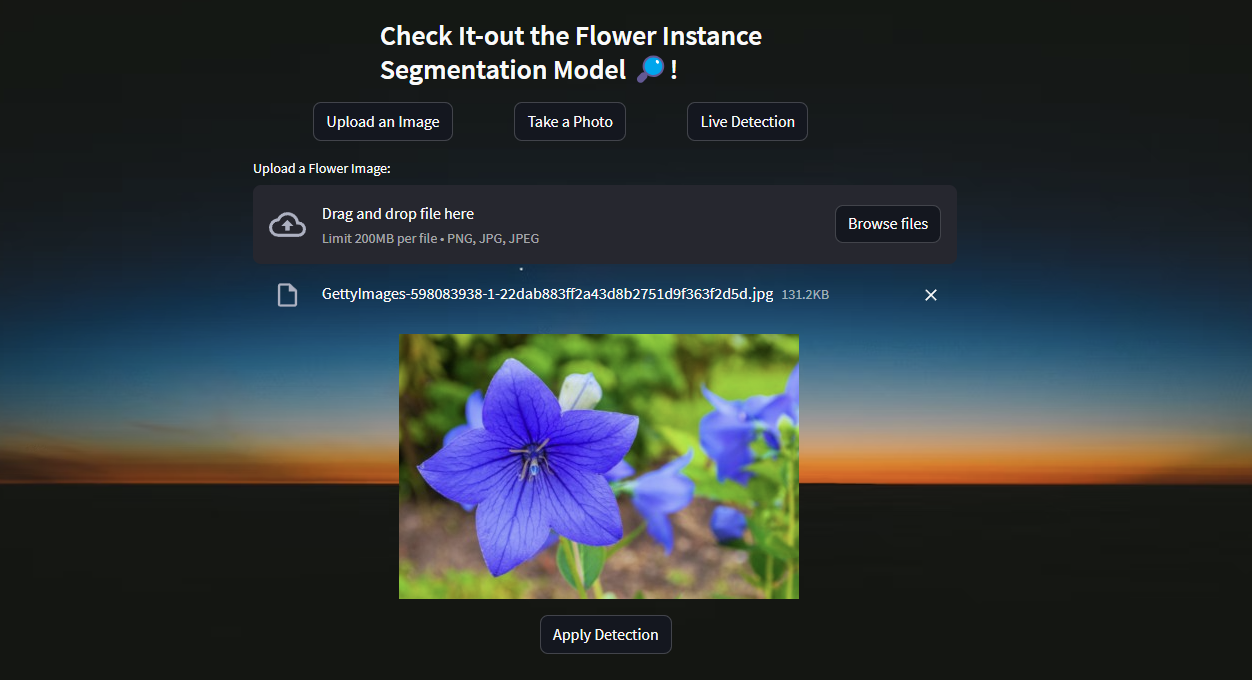 Check It-out the Flower Instance
Segmentation Model 🔎 !
Upload an Image
Take a Photo
Live Detection
Upload a Flower Image:
Drag and drop file here
Limit 200MB per file • PNG, JPG, JPEG
Browse files
GettyImages-598083938-1-22dab883ff2a43d8b2751d9f363f2d5d.jpg 131.2KB
Apply Detection